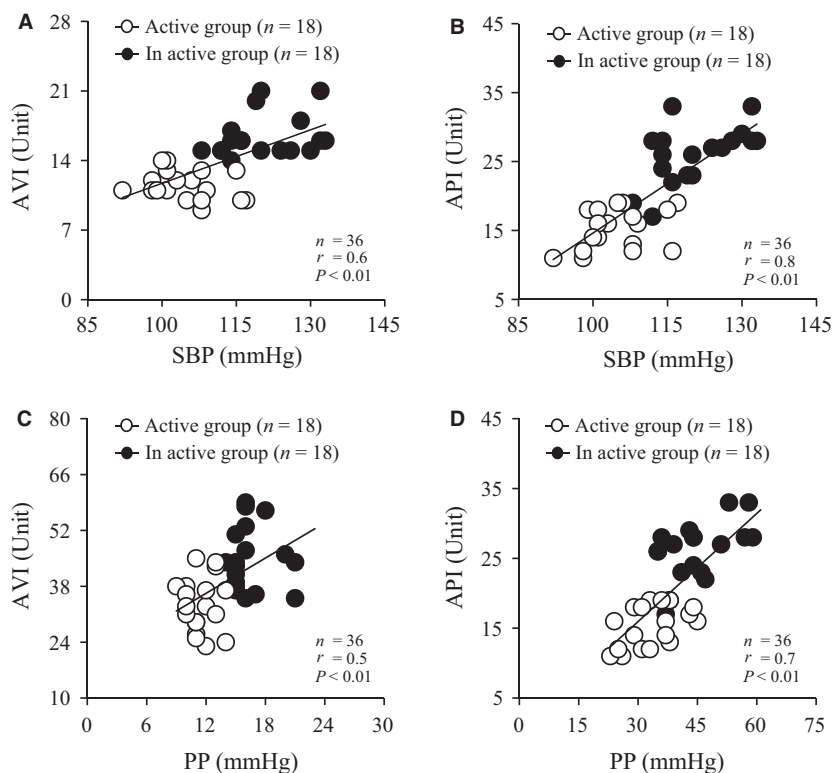 A
28
21
14
7
0
AVI (Unit)
Active group (n = 18)
In active group (n = 18)
n = 36
r = 0.6
P < 0.01
85 100 115 130 145
SBP (mmHg)
B
45
35
25
15
5
API (Unit)
Active group (n = 18)
In active group (n = 18)
n = 36
r = 0.8
P < 0.01
85 100 115 130 145
SBP (mmHg)
C
80
66
52
38
24
10
AVI (Unit)
Active group (n = 18)
In active group (n = 18)
n = 36
r = 0.5
P < 0.01
0 6 12 18 24 30
PP (mmHg)
D
45
35
25
15
5
API (Unit)
Active group (n = 18)
In active group (n = 18)
n = 36
r = 0.7
P < 0.01
0 15 30 45 60 75
PP (mmHg)